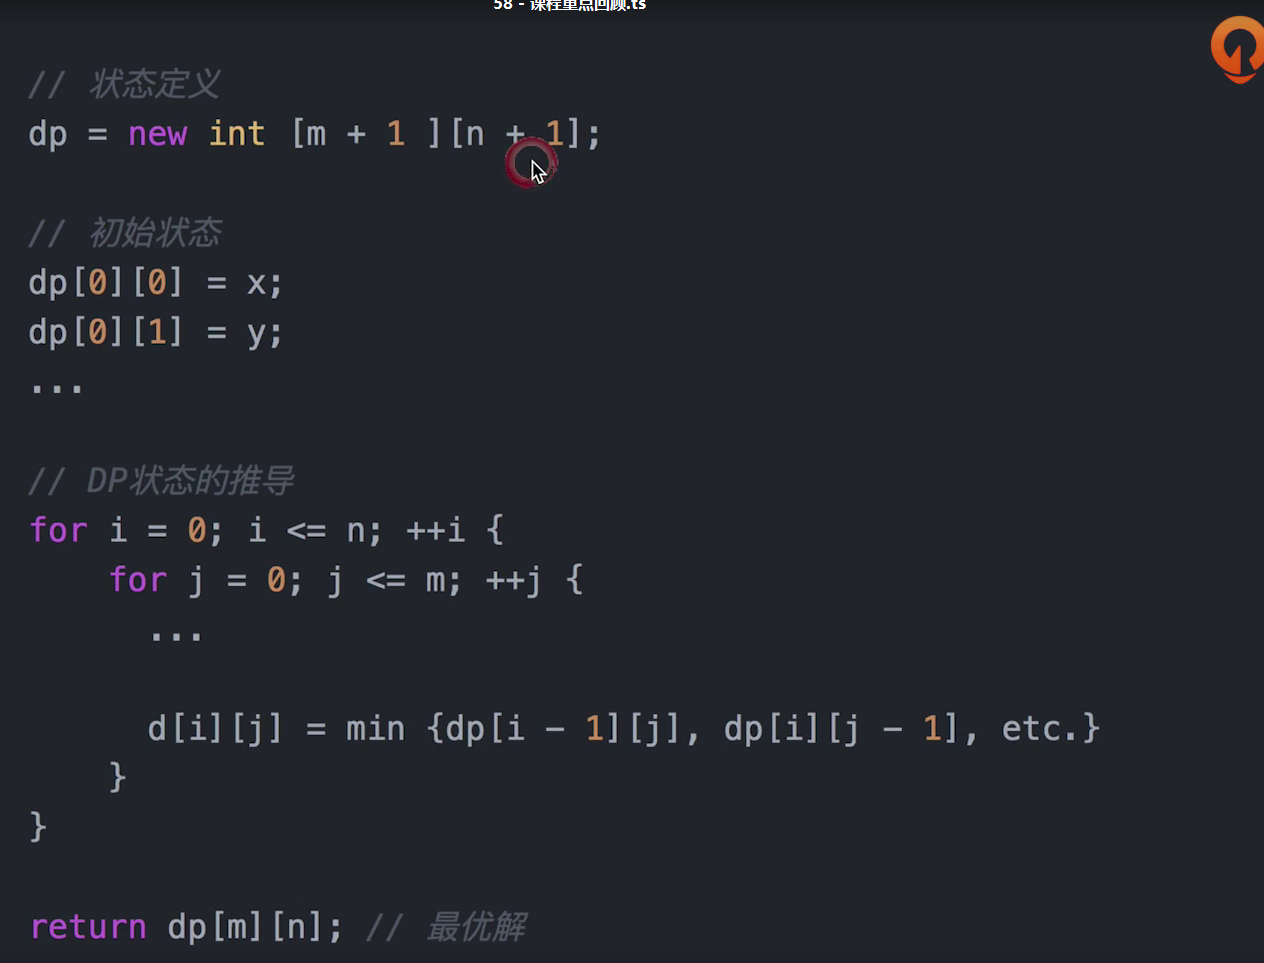 58 - 课程重点回顾.ts
// 状态定义
dp = new int [m + 1 ][n + 1];
// 初始状态
dp[0][0] = x;
dp[0][1] = y;
...
// DP状态的推导
for i = 0; i <= n; ++i {
for j = 0; j <= m; ++j {
...
d[i][j] = min {dp[i - 1][j], dp[i][j - 1], etc.}
}
}
return dp[m][n]; // 最优解